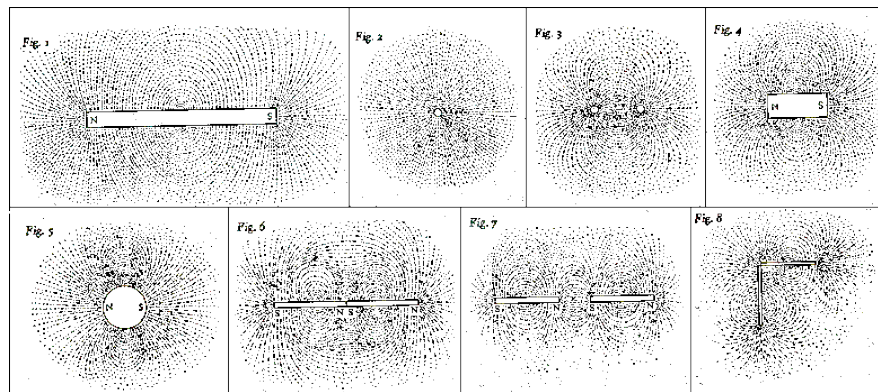 Fig. 1
Fig. 2
Fig. 3
Fig. 4
N S
N S
Fig. 5
Fig. 6
Fig. 7
Fig. 8
N
S N S N
S